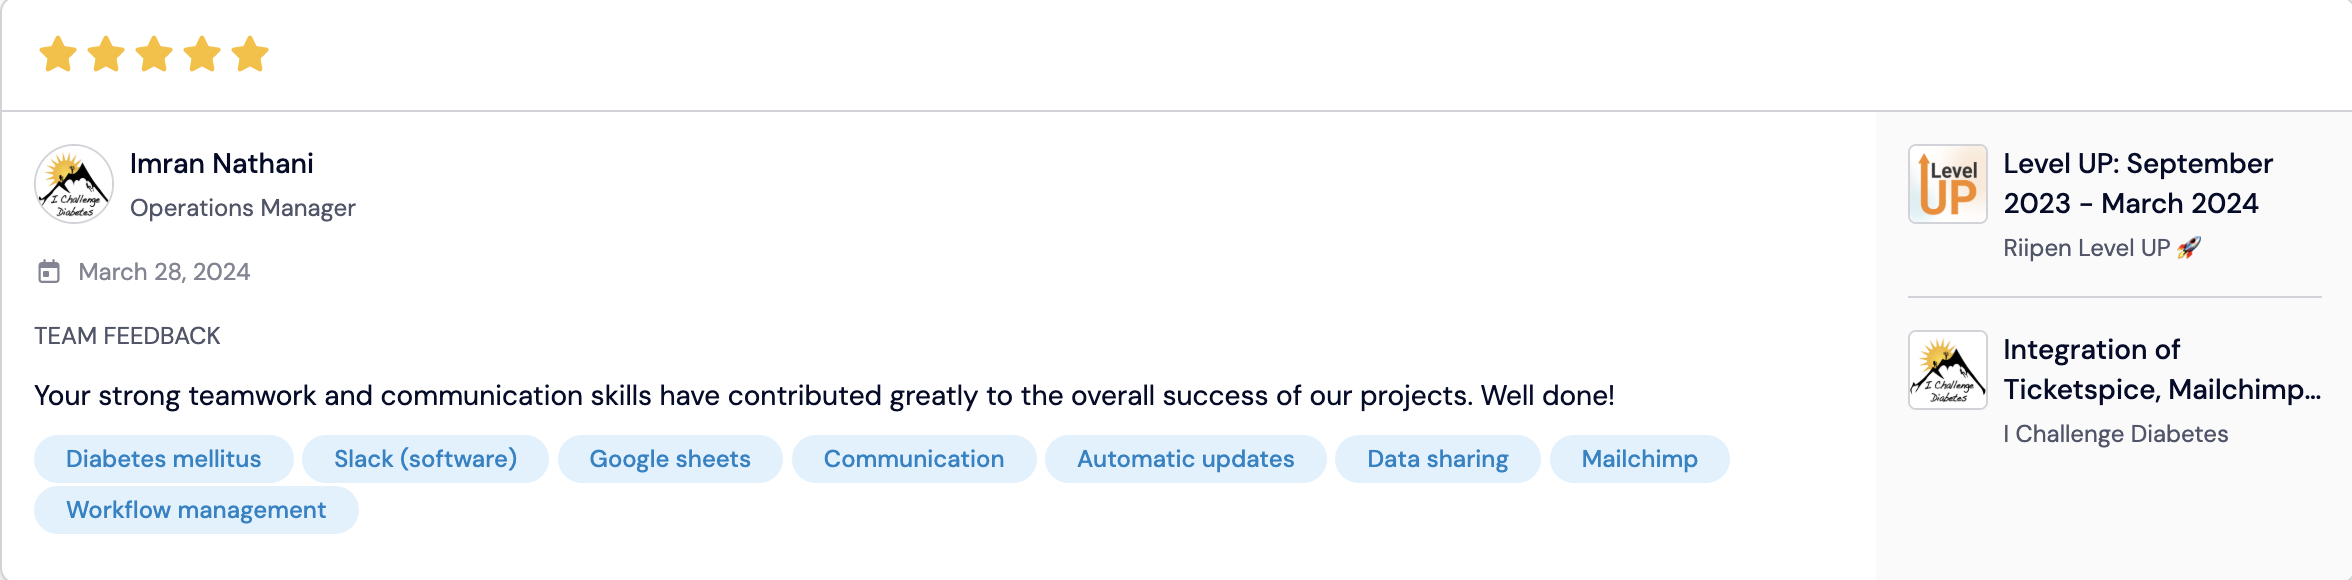 Imran Nathani
Operations Manager
March 28, 2024
TEAM FEEDBACK
Your strong teamwork and communication skills have contributed greatly to the overall success of our projects. Well done!
Diabetes mellitus Slack (software) Google sheets Communication Automatic updates Data sharing Mailchimp
Workflow management
I Challenge
Diabetes
Level
UP
Level UP: September
2023 - March 2024
Riipen Level UP 🚀
I Challenge
Diabetes
Integration of
Ticketspice, Mailchimp...
I Challenge Diabetes